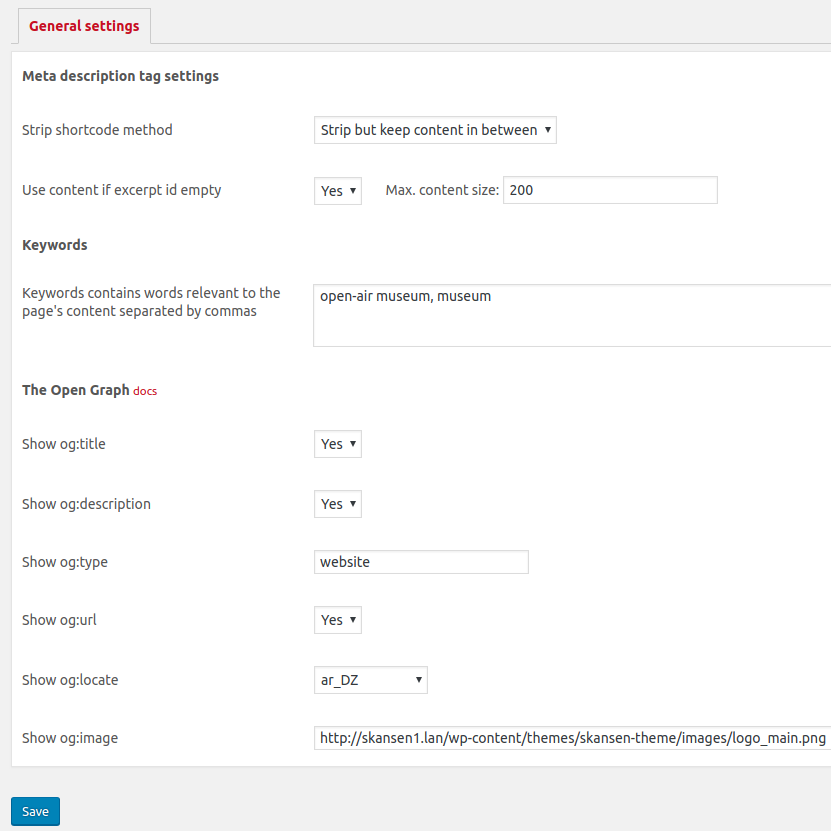 General settings
Meta description tag settings
Strip shortcode method
Strip but keep content in between
Use content if excerpt id empty
Yes
Max. content size:
200
Keywords
Keywords contains words relevant to the
page's content separated by commas
open-air museum, museum
The Open Graph docs
Show og:title
Yes
Show og:description
Yes
Show og:type
website
Show og:url
Yes
Show og:locate
ar_DZ
Show og:image
http://skansen1.lan/wp-content/themes/skansen-theme/images/logo_main.png
Save